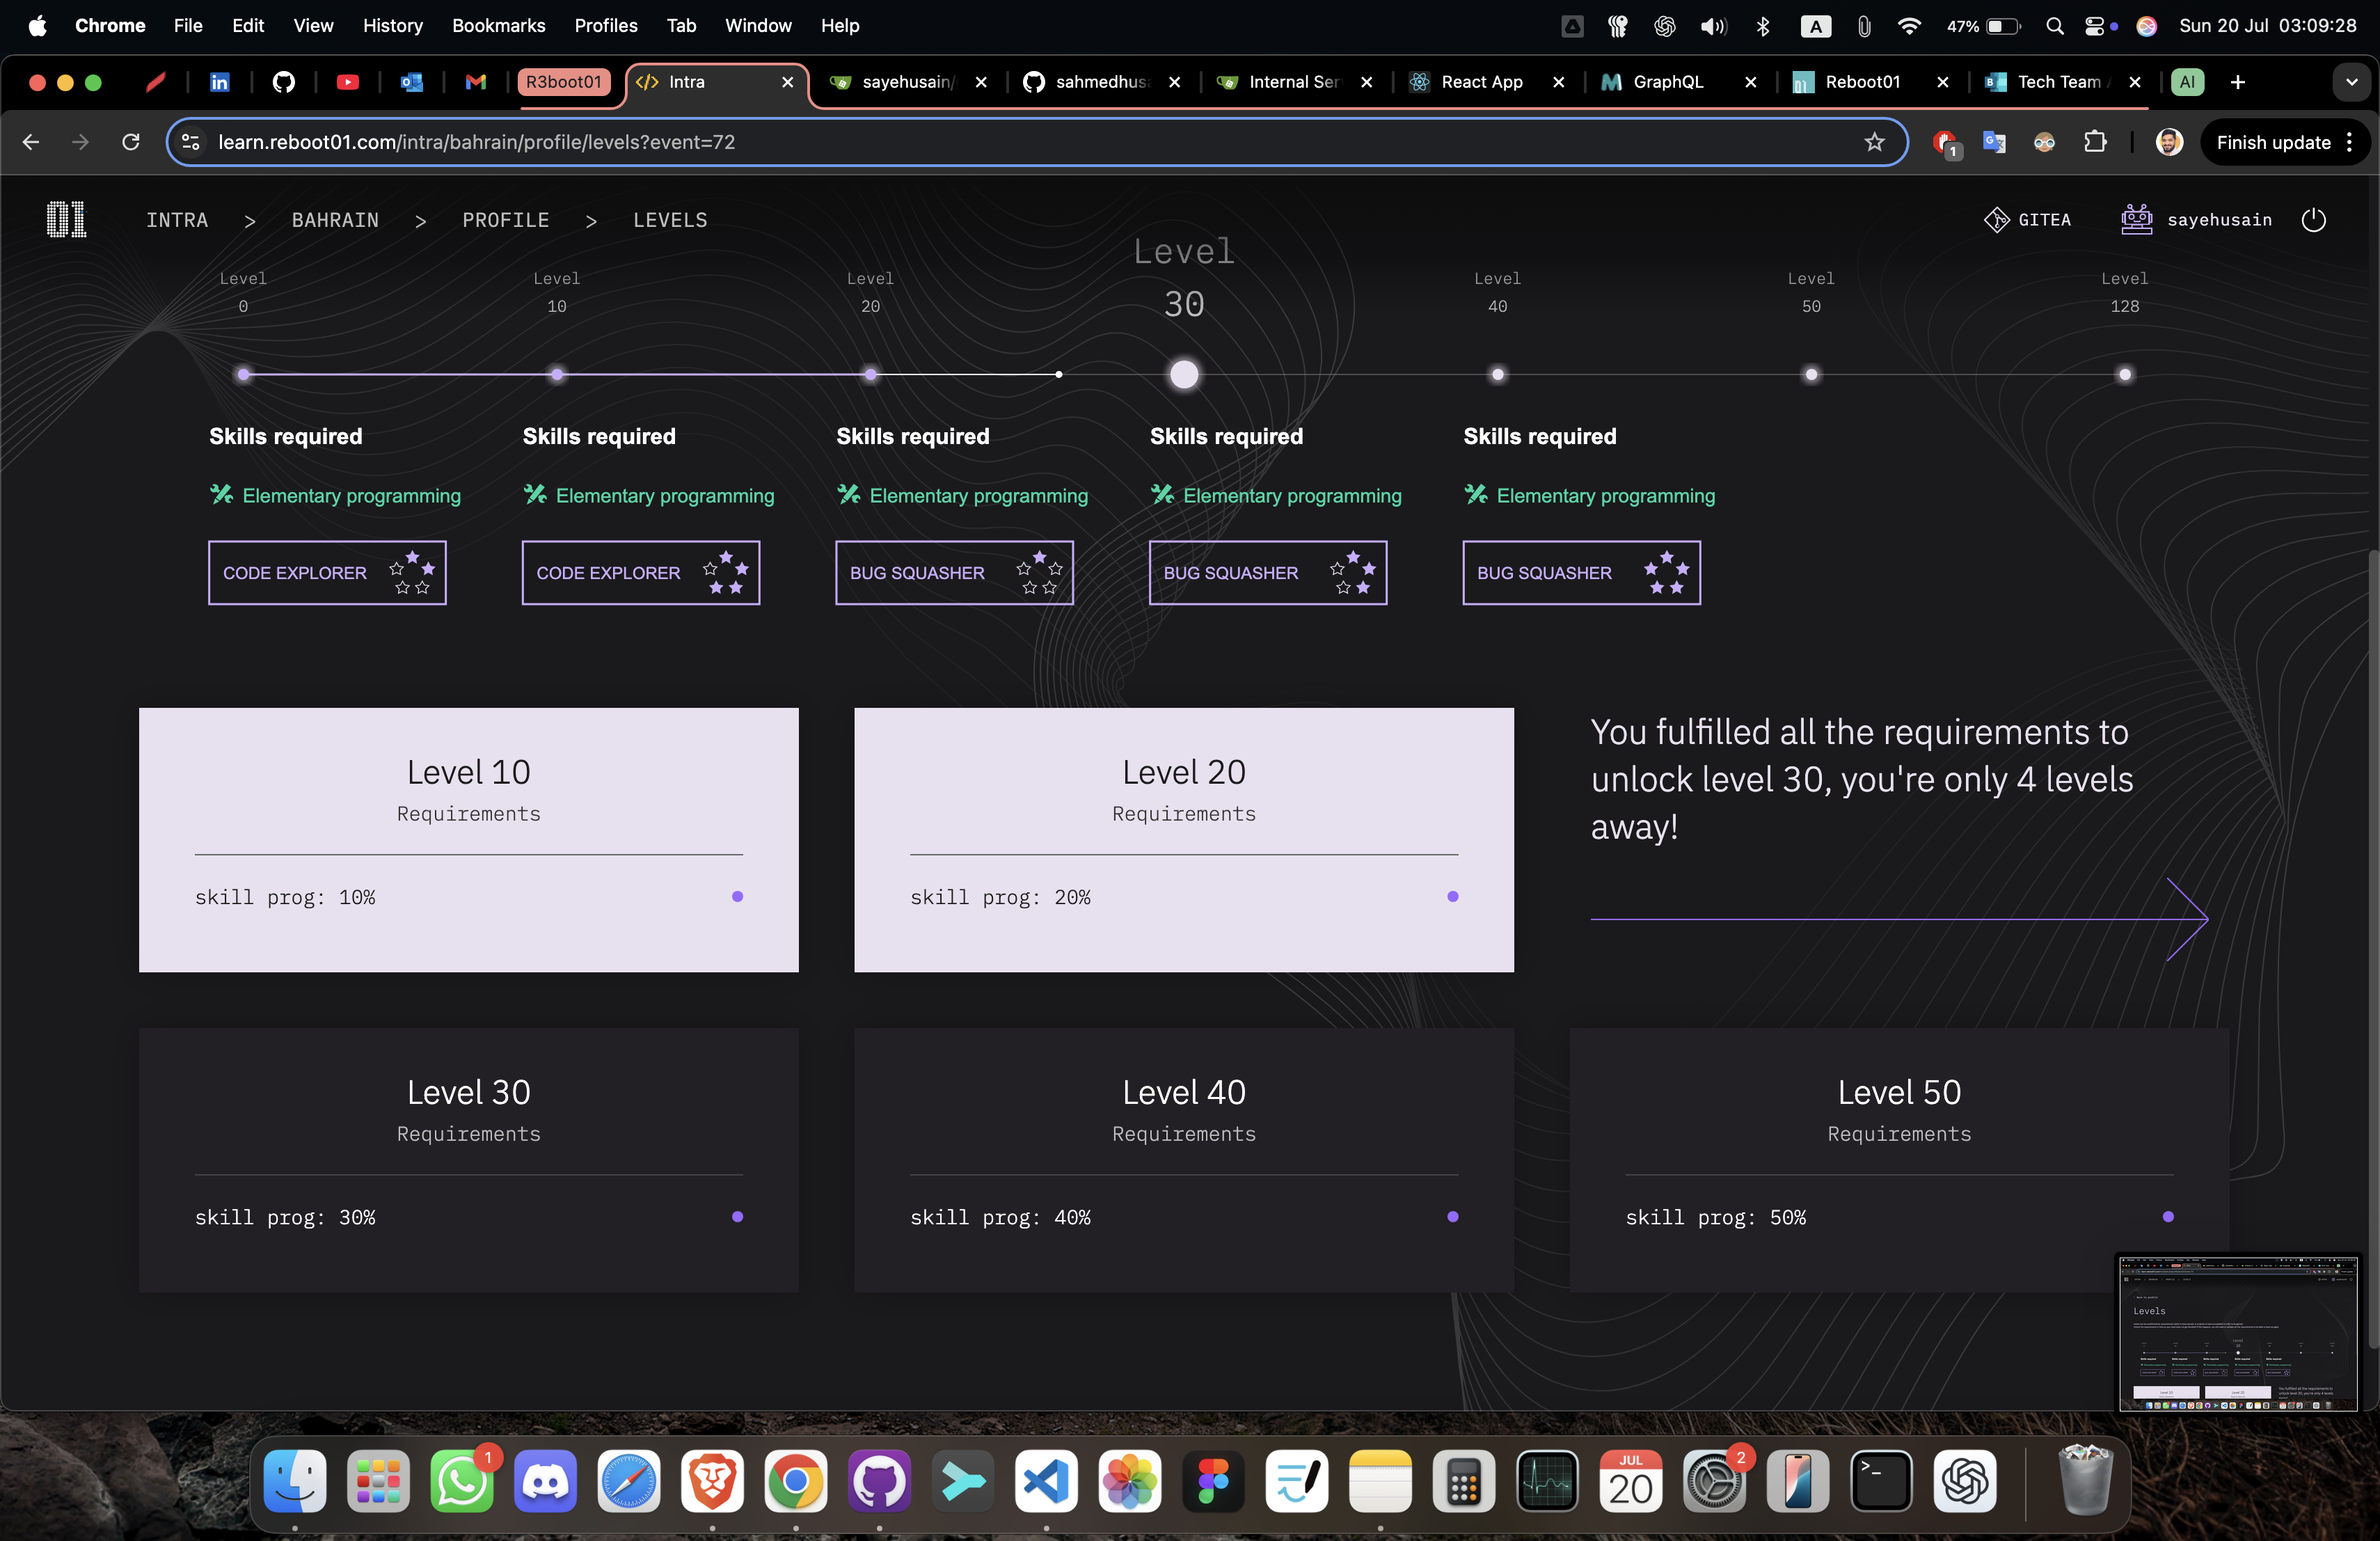 Chrome File Edit View History Bookmarks Profiles Tab Window Help A 47% Sun 20 Jul 03:09:28
R3boot01 Intra sayehusain/ sahmedhusa Internal Ser React App GraphQL Reboot01 Tech Team AI
learn.reboot01.com/intra/bahrain/profile/levels?event=72 1 Finish update
01 INTRA > BAHRAIN > PROFILE > LEVELS GITEA sayehusain
Level Level Level Level Level Level Level
0 10 20 30 40 50 128
Skills required Skills required Skills required Skills required Skills required
Elementary programming Elementary programming Elementary programming Elementary programming Elementary programming
CODE EXPLORER CODE EXPLORER BUG SQUASHER BUG SQUASHER BUG SQUASHER
Level 10
Requirements
skill prog: 10%
Level 20
Requirements
skill prog: 20%
You fulfilled all the requirements to
unlock level 30, you're only 4 levels
away!
Level 30
Requirements
skill prog: 30%
Level 40
Requirements
skill prog: 40%
Level 50
Requirements
skill prog: 50%
Levels
1 JUL 20 2